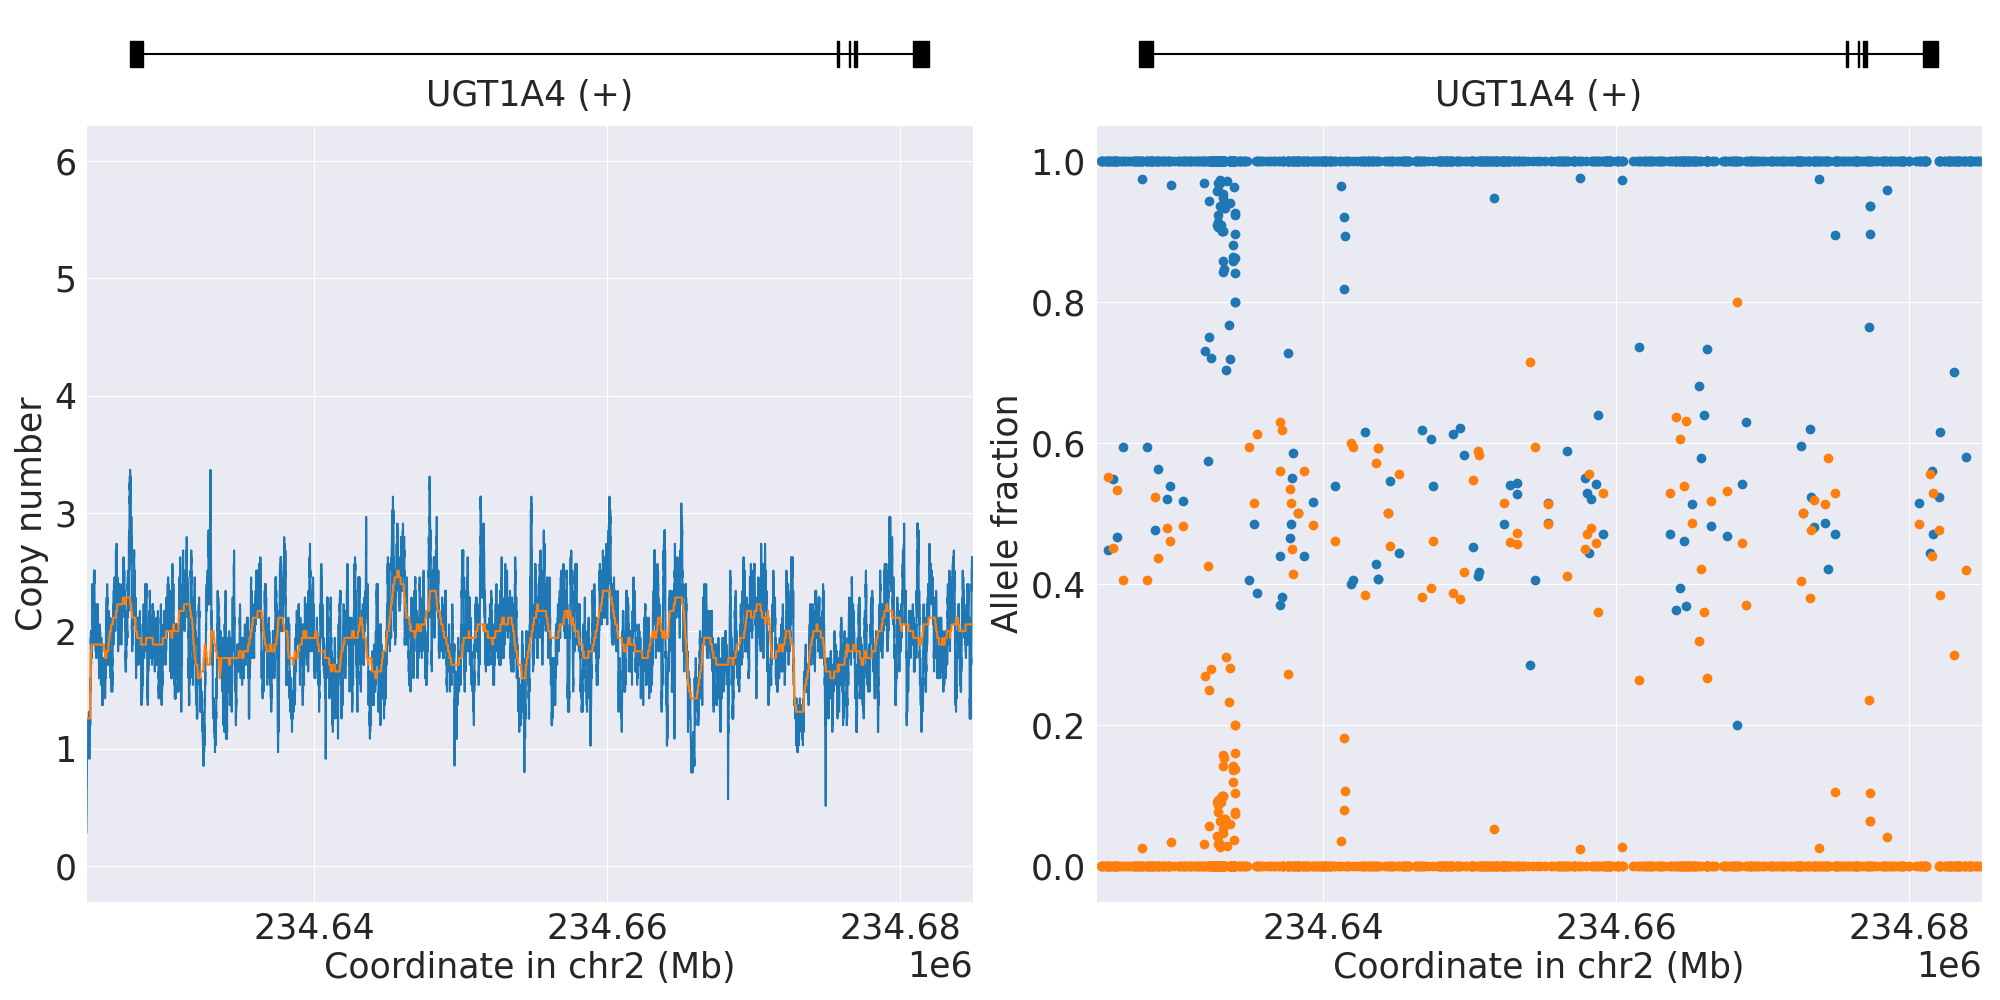 UGT1A4 (+)
6
5
4
3
2
1
0
Copy number
234.64
234.66
234.68
Coordinate in chr2 (Mb)
1e6
UGT1A4 (+)
1.0
0.8
0.6
0.4
0.2
0.0
Allele fraction
234.64
234.66
234.68
Coordinate in chr2 (Mb)
1e6